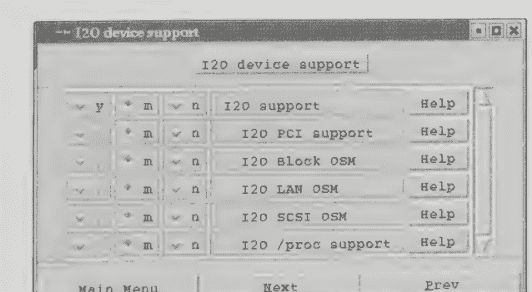 I2O device support
I2O device support
y m n I2O support Help
m n I2O PCI support Help
m n I2O Block OSM Help
m n I2O LAN OSM Help
m n I2O SCSI OSM Help
m n I2O /proc support Help
Main Menu Next Prev